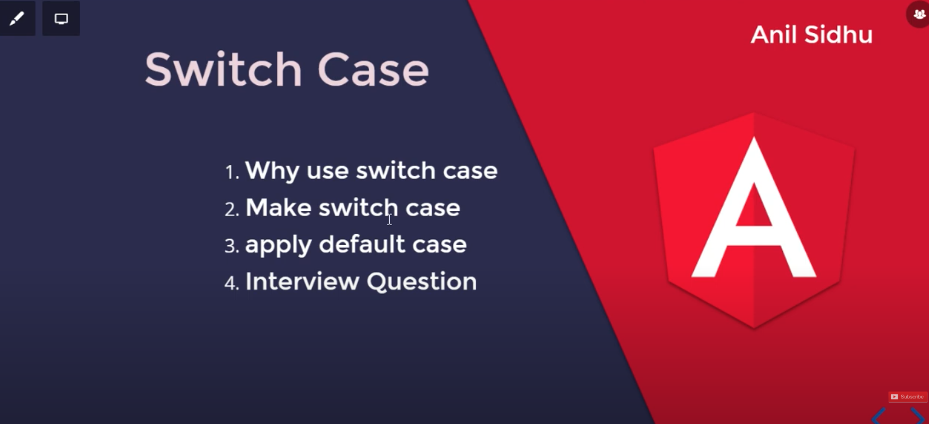 Anil Sidhu
Switch Case
1. Why use switch case
2. Make switch case
3. apply default case
4. Interview Question
Subscribe